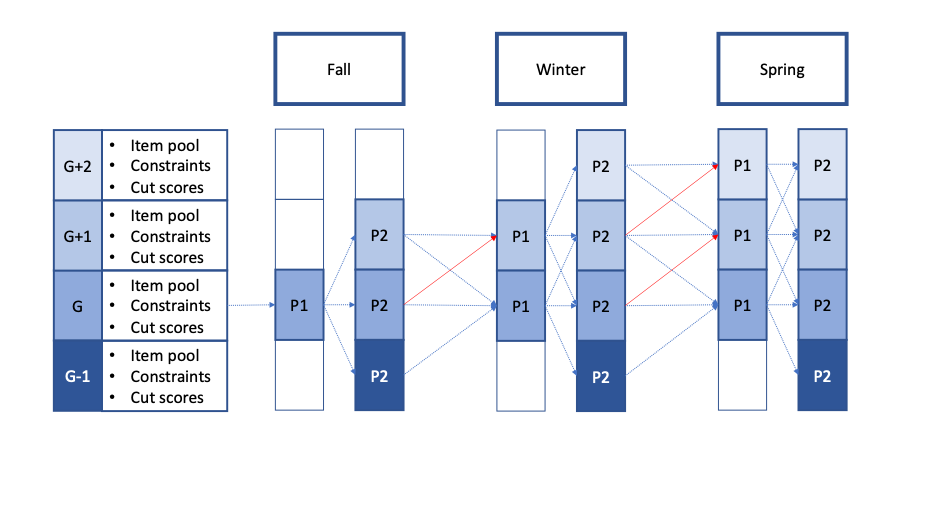 Fall
Winter
Spring
G+2
• Item pool
• Constraints
• Cut scores
P2
P1
P2
G+1
• Item pool
• Constraints
• Cut scores
P2
P1
P2
P1
P2
G
• Item pool
• Constraints
• Cut scores
P1
P2
P1
P2
P1
P2
G-1
• Item pool
• Constraints
• Cut scores
P2
P2
P2